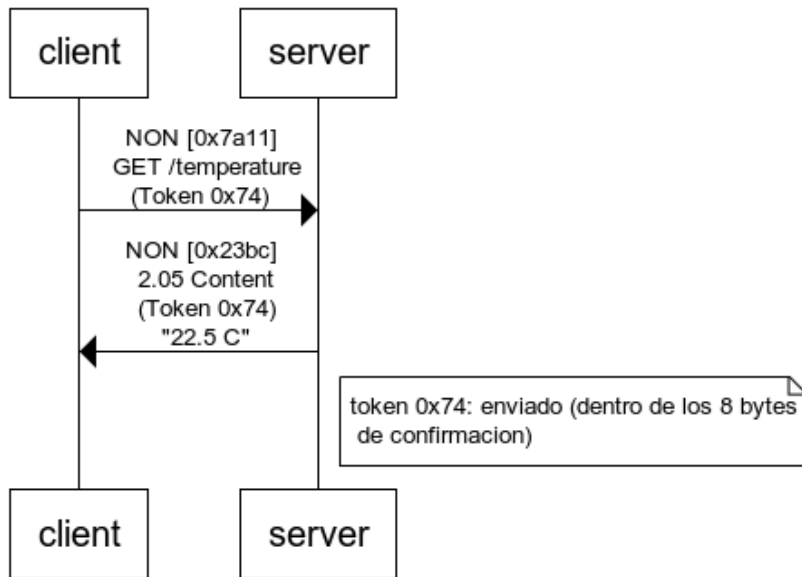 client
server
NON [0x7a11]
GET /temperature
(Token 0x74)
NON [0x23bc]
2.05 Content
(Token 0x74)
"22.5 C"
token 0x74: enviado (dentro de los 8 bytes
de confirmacion)
client
server